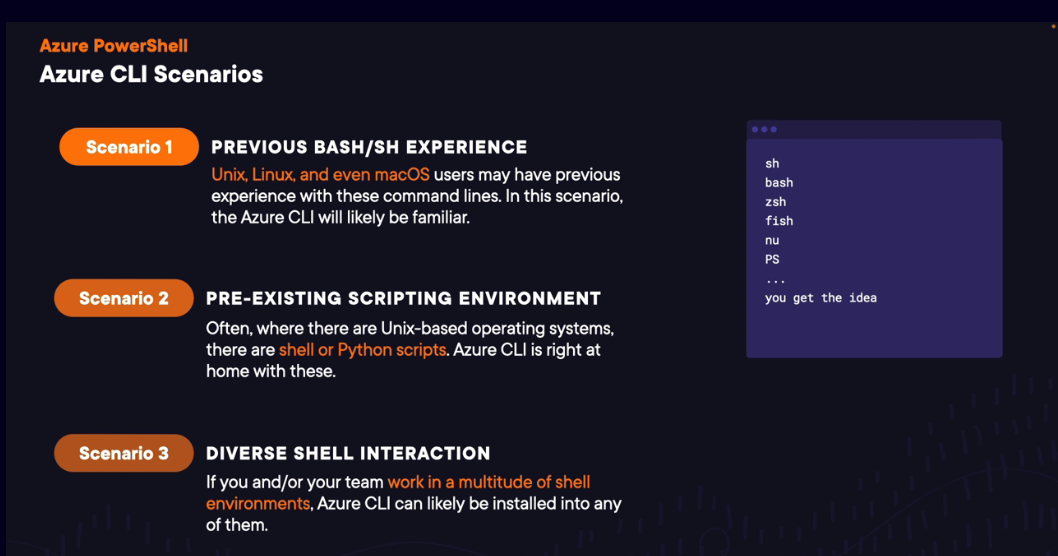 Azure PowerShell
Azure CLI Scenarios
Scenario 1
PREVIOUS BASH/SH EXPERIENCE
Unix, Linux, and even macOS users may have previous
experience with these command lines. In this scenario,
the Azure CLI will likely be familiar.
Scenario 2
PRE-EXISTING SCRIPTING ENVIRONMENT
Often, where there are Unix-based operating systems,
there are shell or Python scripts. Azure CLI is right at
home with these.
Scenario 3
DIVERSE SHELL INTERACTION
If you and/or your team work in a multitude of shell
environments, Azure CLI can likely be installed into any
of them.
sh
bash
zsh
fish
nu
PS
...
you get the idea